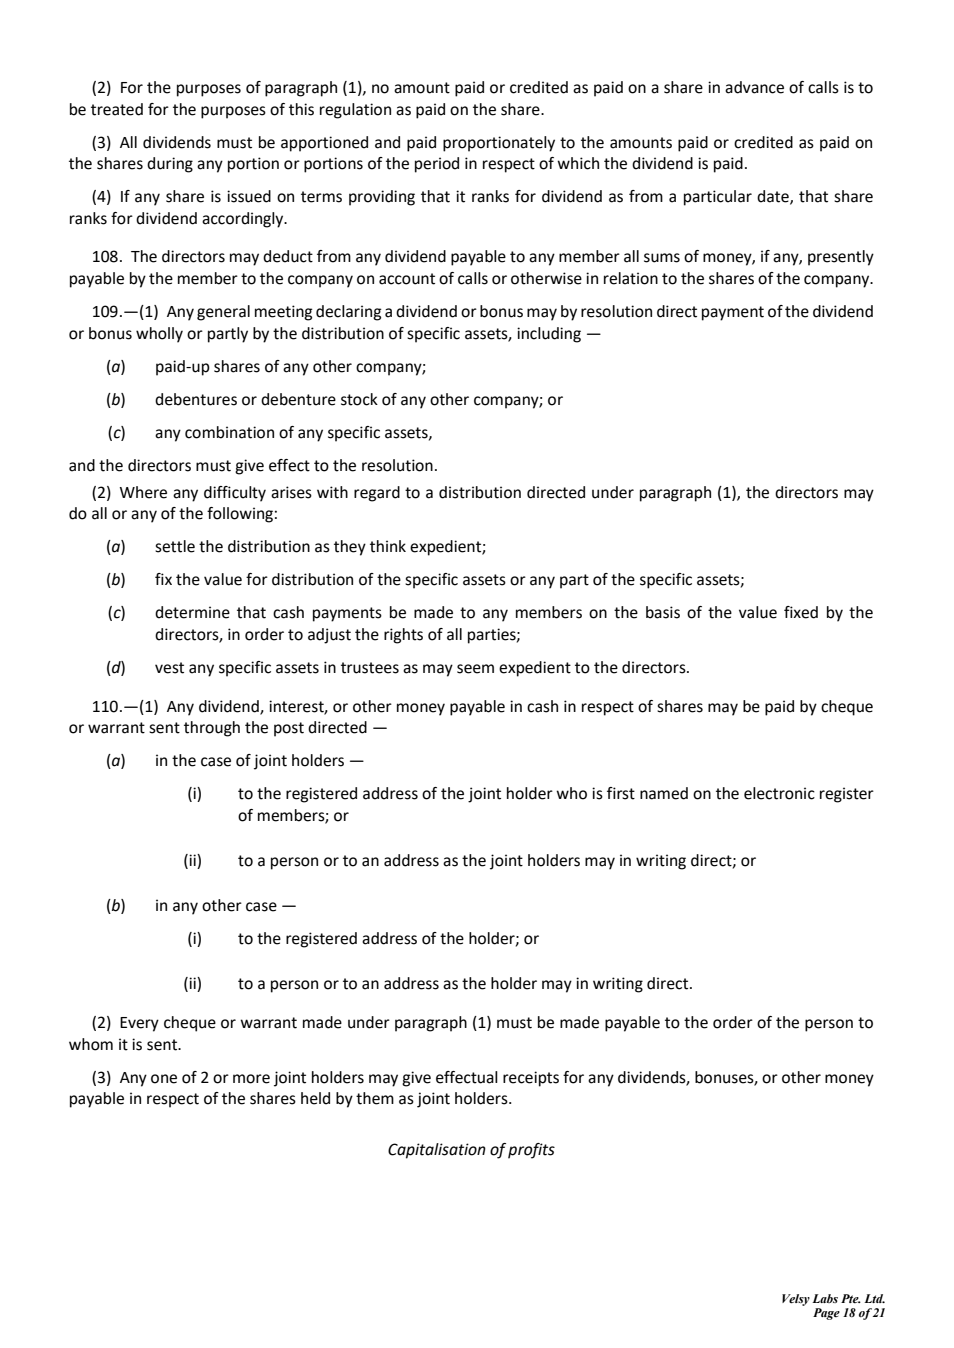 (2) For the purposes of paragraph (1), no amount paid or credited as paid on a share in advance of calls is to
be treated for the purposes of this regulation as paid on the share.
(3) All dividends must be apportioned and paid proportionately to the amounts paid or credited as paid on
the shares during any portion or portions of the period in respect of which the dividend is paid.
(4) If any share is issued on terms providing that it ranks for dividend as from a particular date, that share
ranks for dividend accordingly.
108. The directors may deduct from any dividend payable to any member all sums of money, if any, presently
payable by the member to the company on account of calls or otherwise in relation to the shares of the company.
109.—(1) Any general meeting declaring a dividend or bonus may by resolution direct payment of the dividend
or bonus wholly or partly by the distribution of specific assets, including —
(a) paid-up shares of any other company;
(b) debentures or debenture stock of any other company; or
(c) any combination of any specific assets,
and the directors must give effect to the resolution.
(2) Where any difficulty arises with regard to a distribution directed under paragraph (1), the directors may
do all or any of the following:
(a) settle the distribution as they think expedient;
(b) fix the value for distribution of the specific assets or any part of the specific assets;
(c) determine that cash payments be made to any members on the basis of the value fixed by the
directors, in order to adjust the rights of all parties;
(d) vest any specific assets in trustees as may seem expedient to the directors.
110.—(1) Any dividend, interest, or other money payable in cash in respect of shares may be paid by cheque
or warrant sent through the post directed —
(a) in the case of joint holders —
(i) to the registered address of the joint holder who is first named on the electronic register
of members; or
(ii) to a person or to an address as the joint holders may in writing direct; or
(b) in any other case —
(i) to the registered address of the holder; or
(ii) to a person or to an address as the holder may in writing direct.
(2) Every cheque or warrant made under paragraph (1) must be made payable to the order of the person to
whom it is sent.
(3) Any one of 2 or more joint holders may give effectual receipts for any dividends, bonuses, or other money
payable in respect of the shares held by them as joint holders.
Capitalisation of profits
Velsy Labs Pte. Ltd.
Page 18 of 21